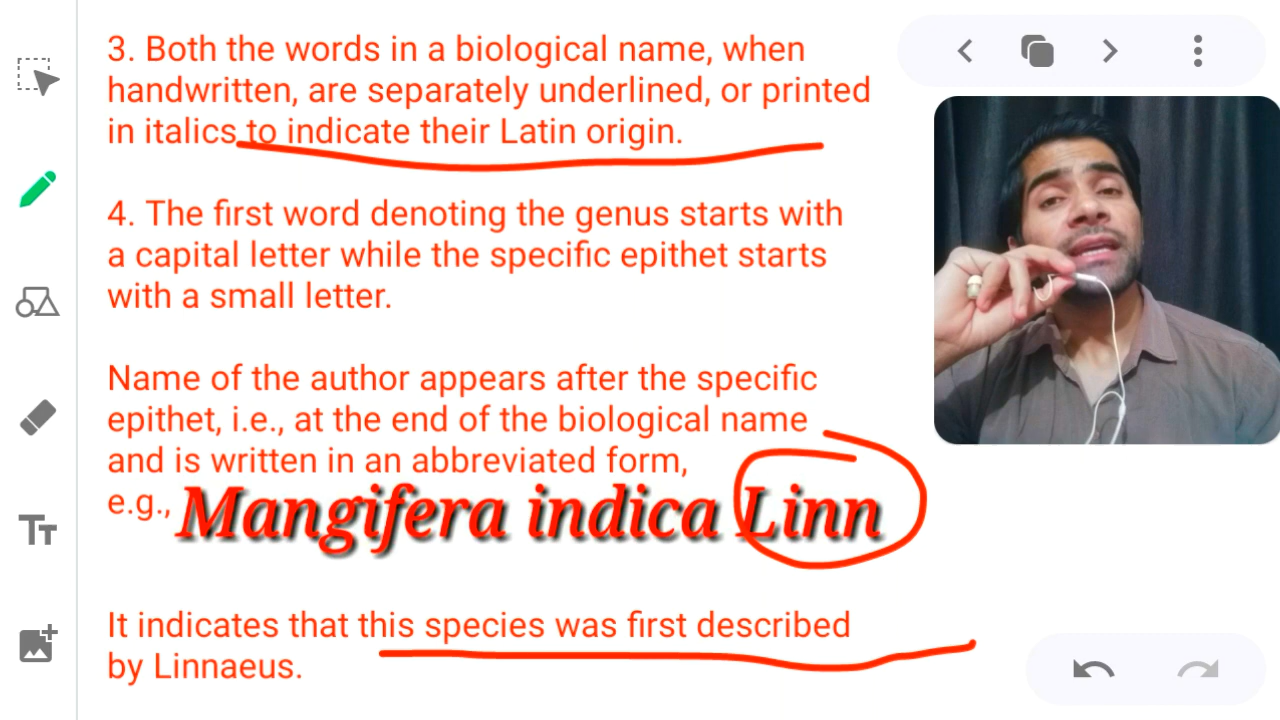 3. Both the words in a biological name, when
handwritten, are separately underlined, or printed
in italics to indicate their Latin origin.
4. The first word denoting the genus starts with
a capital letter while the specific epithet starts
with a small letter.
Name of the author appears after the specific
epithet, i.e., at the end of the biological name
and is written in an abbreviated form,
e.g., Mangifera indica Linn
It indicates that this species was first described
by Linnaeus.
Tт